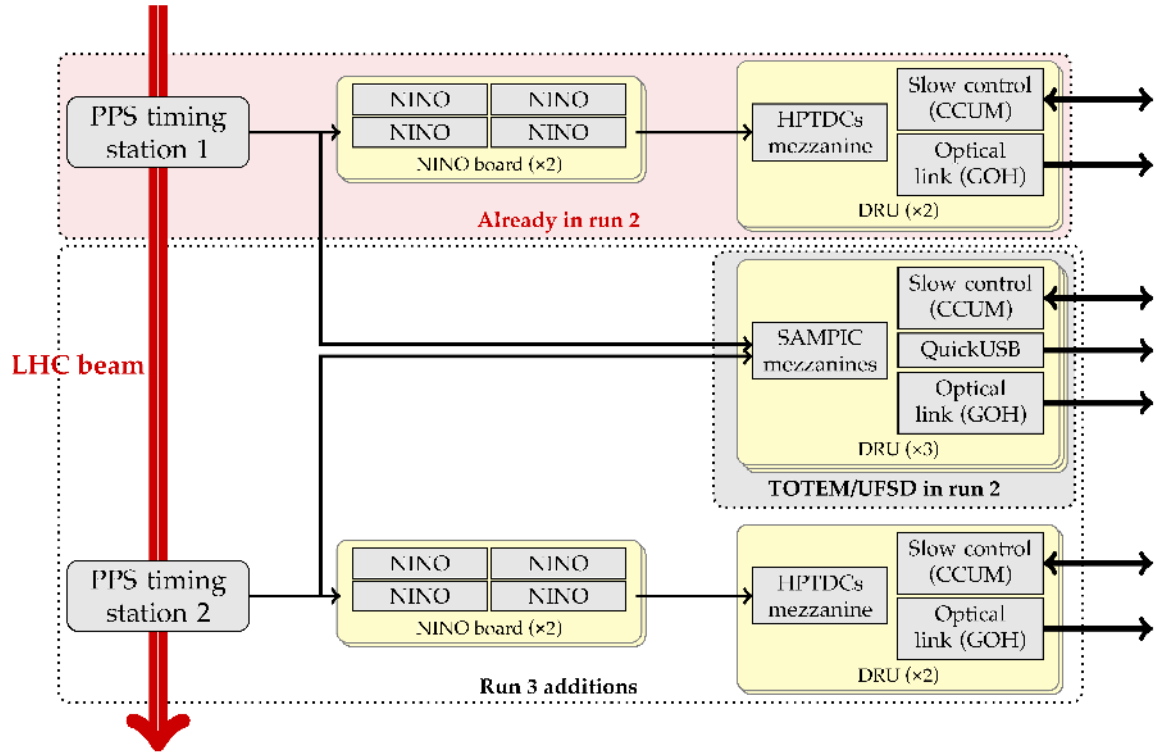 PPS timing
station 1
NINO NINO
NINO NINO
NINO board (×2)
HPTDCs
mezzanine
Slow control
(CCUM)
Optical
link (GOH)
DRU (×2)
Already in run 2
LHC beam
SAMPIC
mezzanines
Slow control
(CCUM)
QuickUSB
Optical
link (GOH)
DRU (×3)
TOTEM/UFSD in run 2
PPS timing
station 2
NINO NINO
NINO NINO
NINO board (×2)
HPTDCs
mezzanine
Slow control
(CCUM)
Optical
link (GOH)
DRU (×2)
Run 3 additions